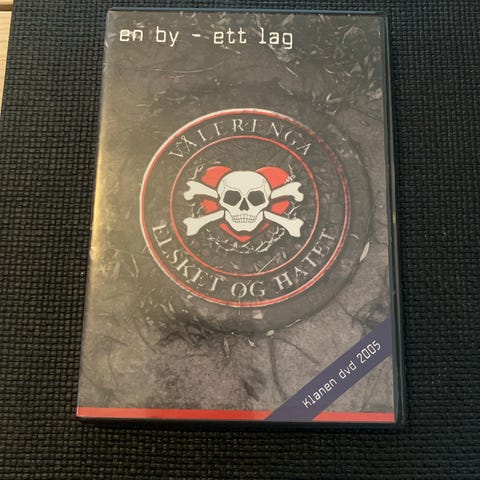 en by - ett lag
VÅLERENGA
ELSKET OG HATET
Klanen dvd 2005